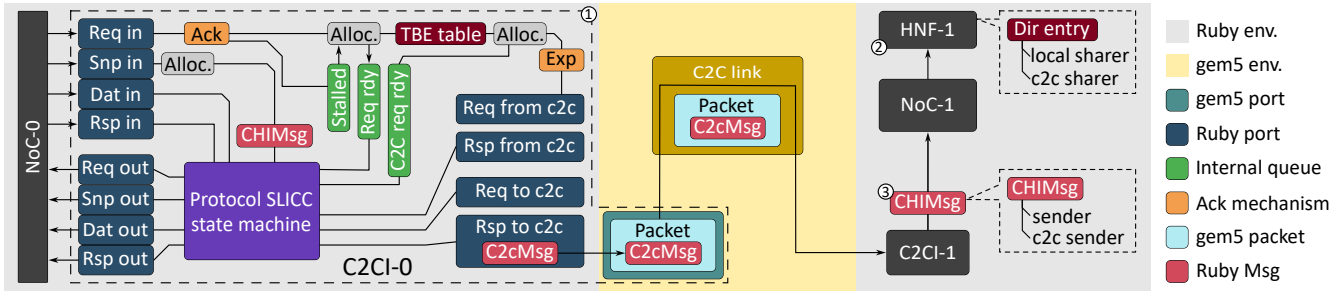 NoC-0
Req in
Snp in
Dat in
Rsp in
Req out
Snp out
Dat out
Rsp out
Ack
Alloc.
CHIMsg
Protocol SLICC
state machine
Stalled
Alloc.
Req rdy
TBE table
C2C req rdy
Alloc.
Exp
Req from c2c
Rsp from c2c
Req to c2c
Rsp to c2c
C2cMsg
C2CI-0
①
Packet
C2cMsg
C2C link
Packet
C2cMsg
HNF-1
②
NoC-1
③
CHIMsg
C2CI-1
Dir entry
local sharer
c2c sharer
CHIMsg
sender
c2c sender
Ruby env.
gem5 env.
gem5 port
Ruby port
Internal queue
Ack mechanism
gem5 packet
Ruby Msg